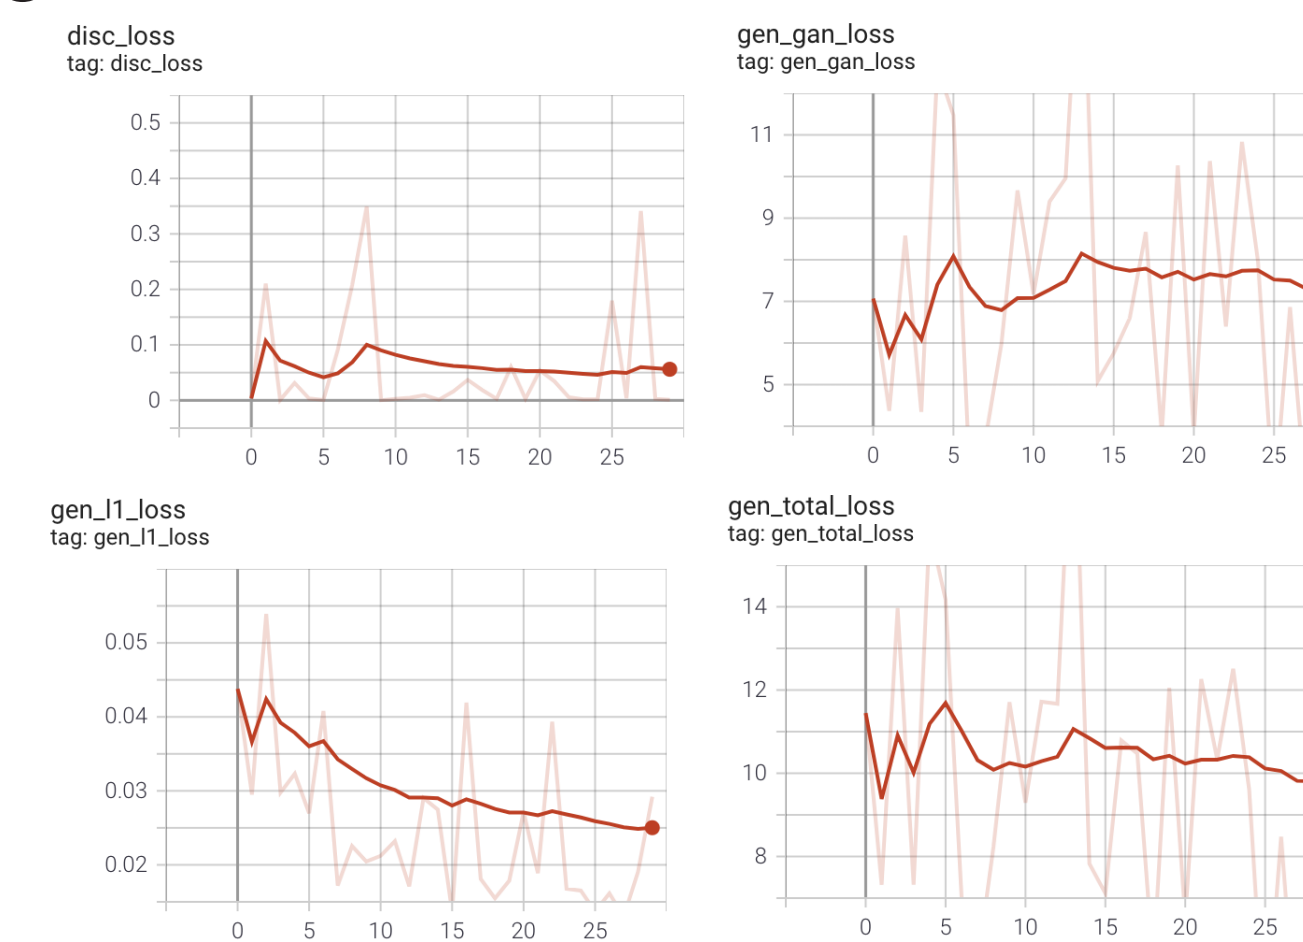 disc_loss
tag: disc_loss
0.5
0.4
0.3
0.2
0.1
0
0 5 10 15 20 25
gen_gan_loss
tag: gen_gan_loss
11
9
7
5
0 5 10 15 20 25
gen_l1_loss
tag: gen_l1_loss
0.05
0.04
0.03
0.02
0 5 10 15 20 25
gen_total_loss
tag: gen_total_loss
14
12
10
8
0 5 10 15 20 25